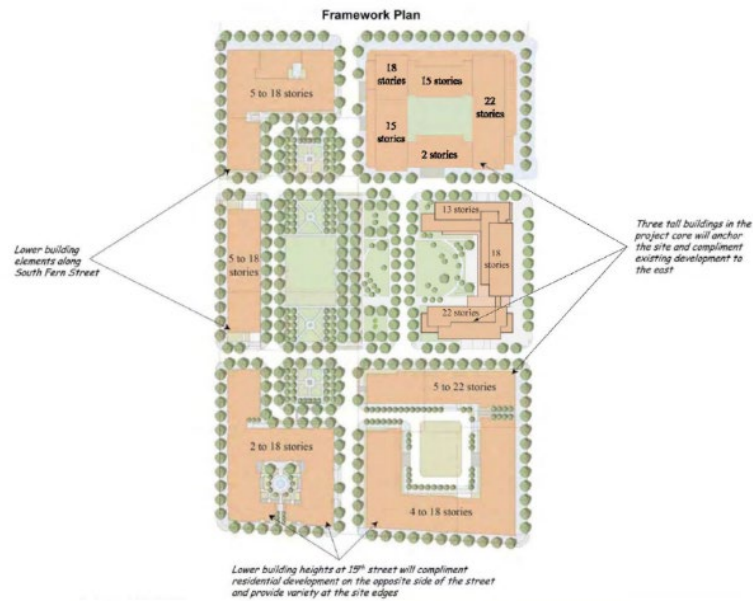 Framework Plan
18
stories
15 stories
22
stories
5 to 18 stories
15
stories
2 stories
Lower building
elements along
South Fern Street
13 stories
Three tall buildings in the
project core will anchor
the site and compliment
existing development to
the east
5 to 18
stories
18
stories
22 stories
5 to 22 stories
2 to 18 stories
4 to 18 stories
Lower building heights at 15th street will compliment
residential development on the opposite side of the street
and provide variety at the site edges